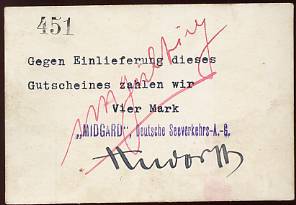 451
Gegen Einlieferung dieses
Gutscheines zahlen wir
Vier Mark
„MIDGARD", Deutsche Seeverkehrs-A.-G.